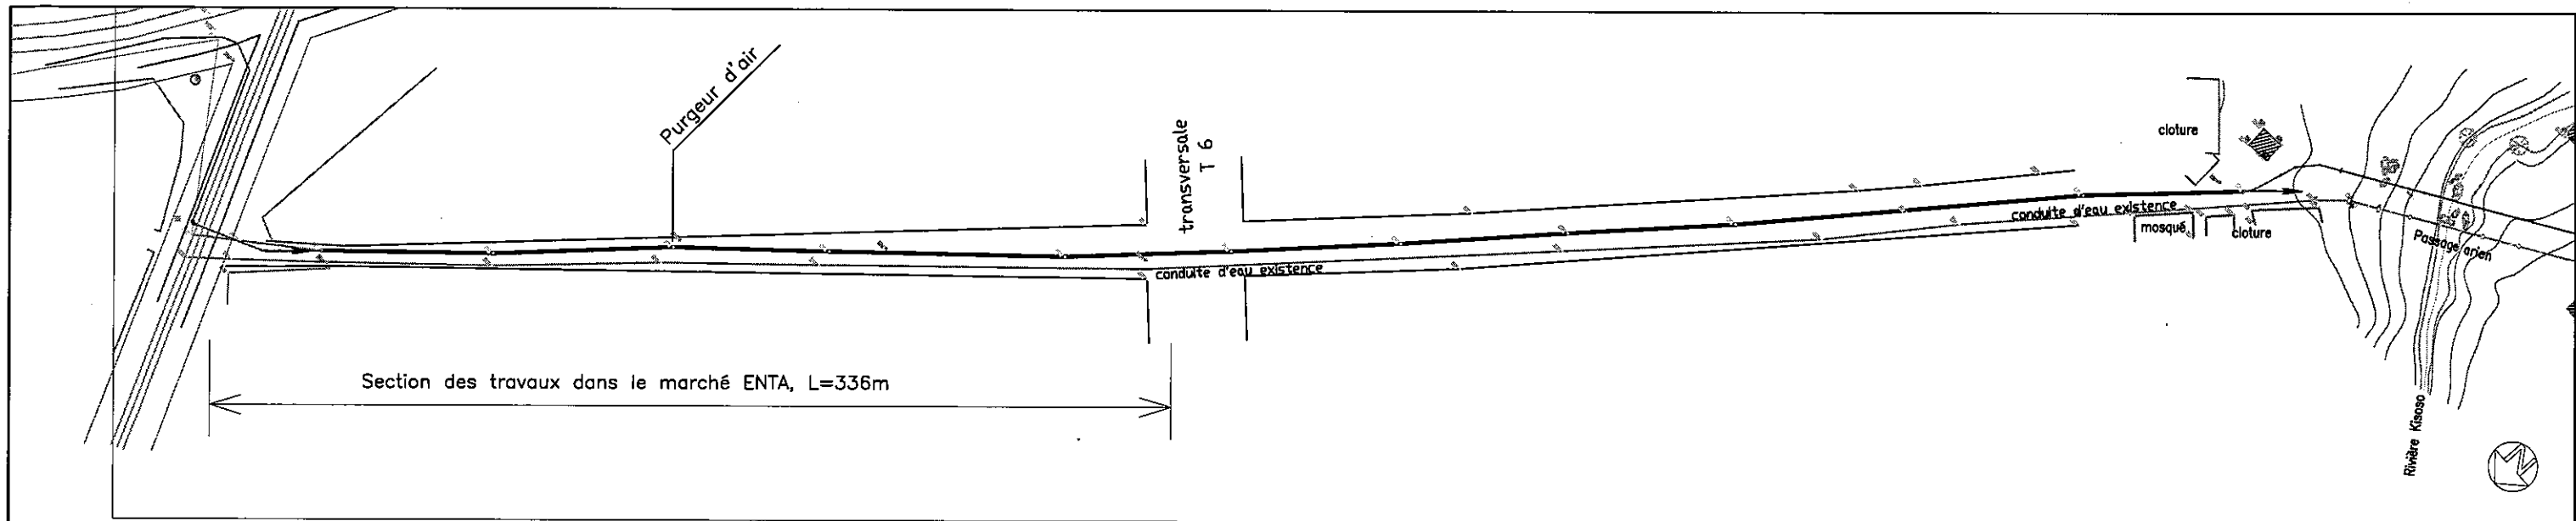 Purgeur d'air
transversale
T 6
cloture
conduite d'eau existence
mosqué
cloture
Passage arien
conduite d'eau existence
Section des travaux dans le marché ENTA, L=336m
Rivière Kisoso